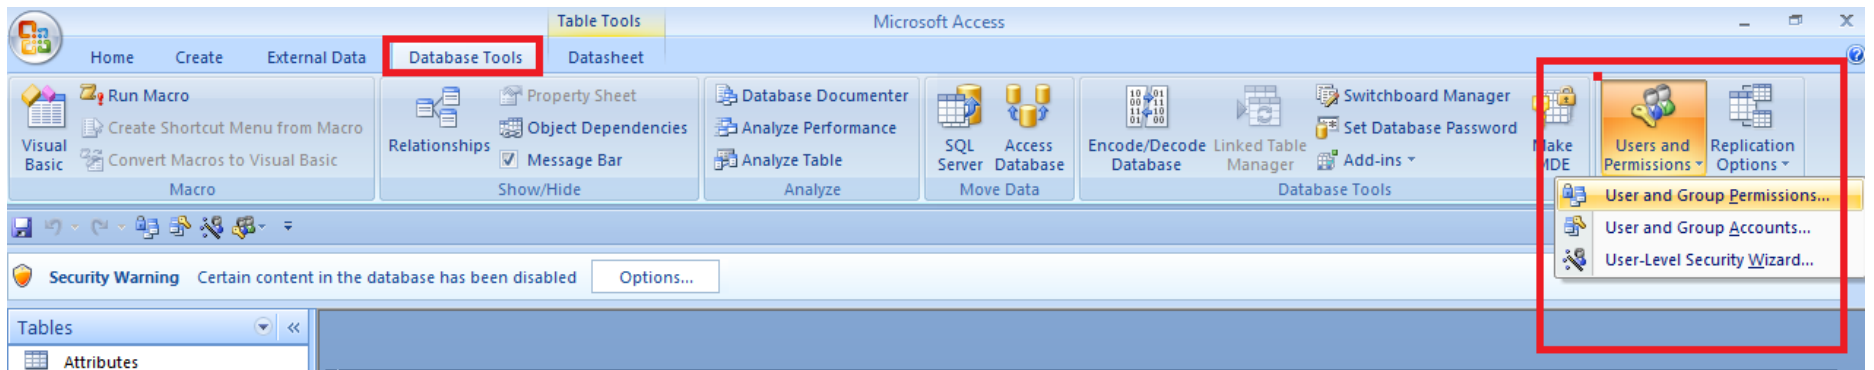 Table Tools
Microsoft Access
Home
Create
External Data
Database Tools
Datasheet
Visual Basic
Run Macro
Create Shortcut Menu from Macro
Convert Macros to Visual Basic
Macro
Relationships
Property Sheet
Object Dependencies
Message Bar
Show/Hide
Database Documenter
Analyze Performance
Analyze Table
Analyze
SQL Server
Access Database
Move Data
Encode/Decode Database
Linked Table Manager
Switchboard Manager
Set Database Password
Add-ins
Make MDE
Database Tools
Users and Permissions
Replication Options
User and Group Permissions...
User and Group Accounts...
User-Level Security Wizard...
Security Warning Certain content in the database has been disabled
Options...
Tables
Attributes